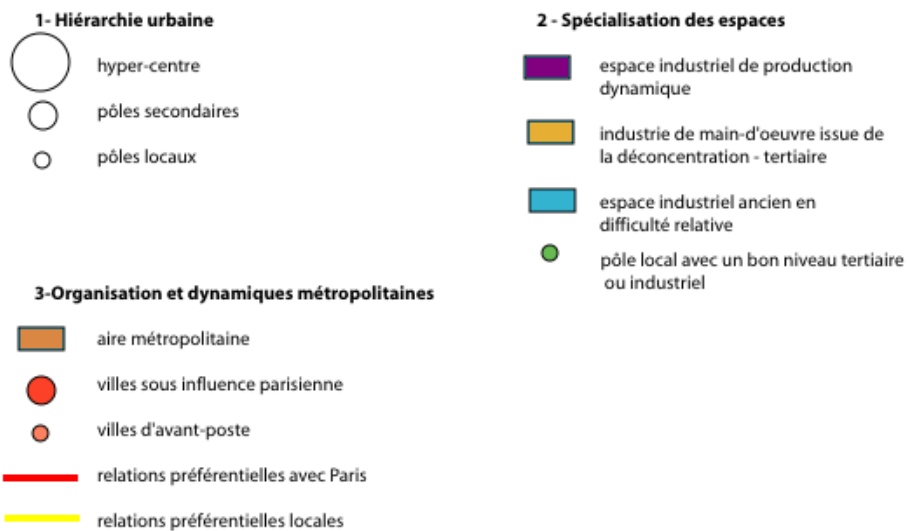 1- Hiérarchie urbaine
hyper-centre
pôles secondaires
pôles locaux
2 - Spécialisation des espaces
espace industriel de production
dynamique
industrie de main-d'oeuvre issue de
la déconcentration - tertiaire
espace industriel ancien en
difficulté relative
pôle local avec un bon niveau tertiaire
ou industriel
3-Organisation et dynamiques métropolitaines
aire métropolitaine
villes sous influence parisienne
villes d'avant-poste
relations préférentielles avec Paris
relations préférentielles locales